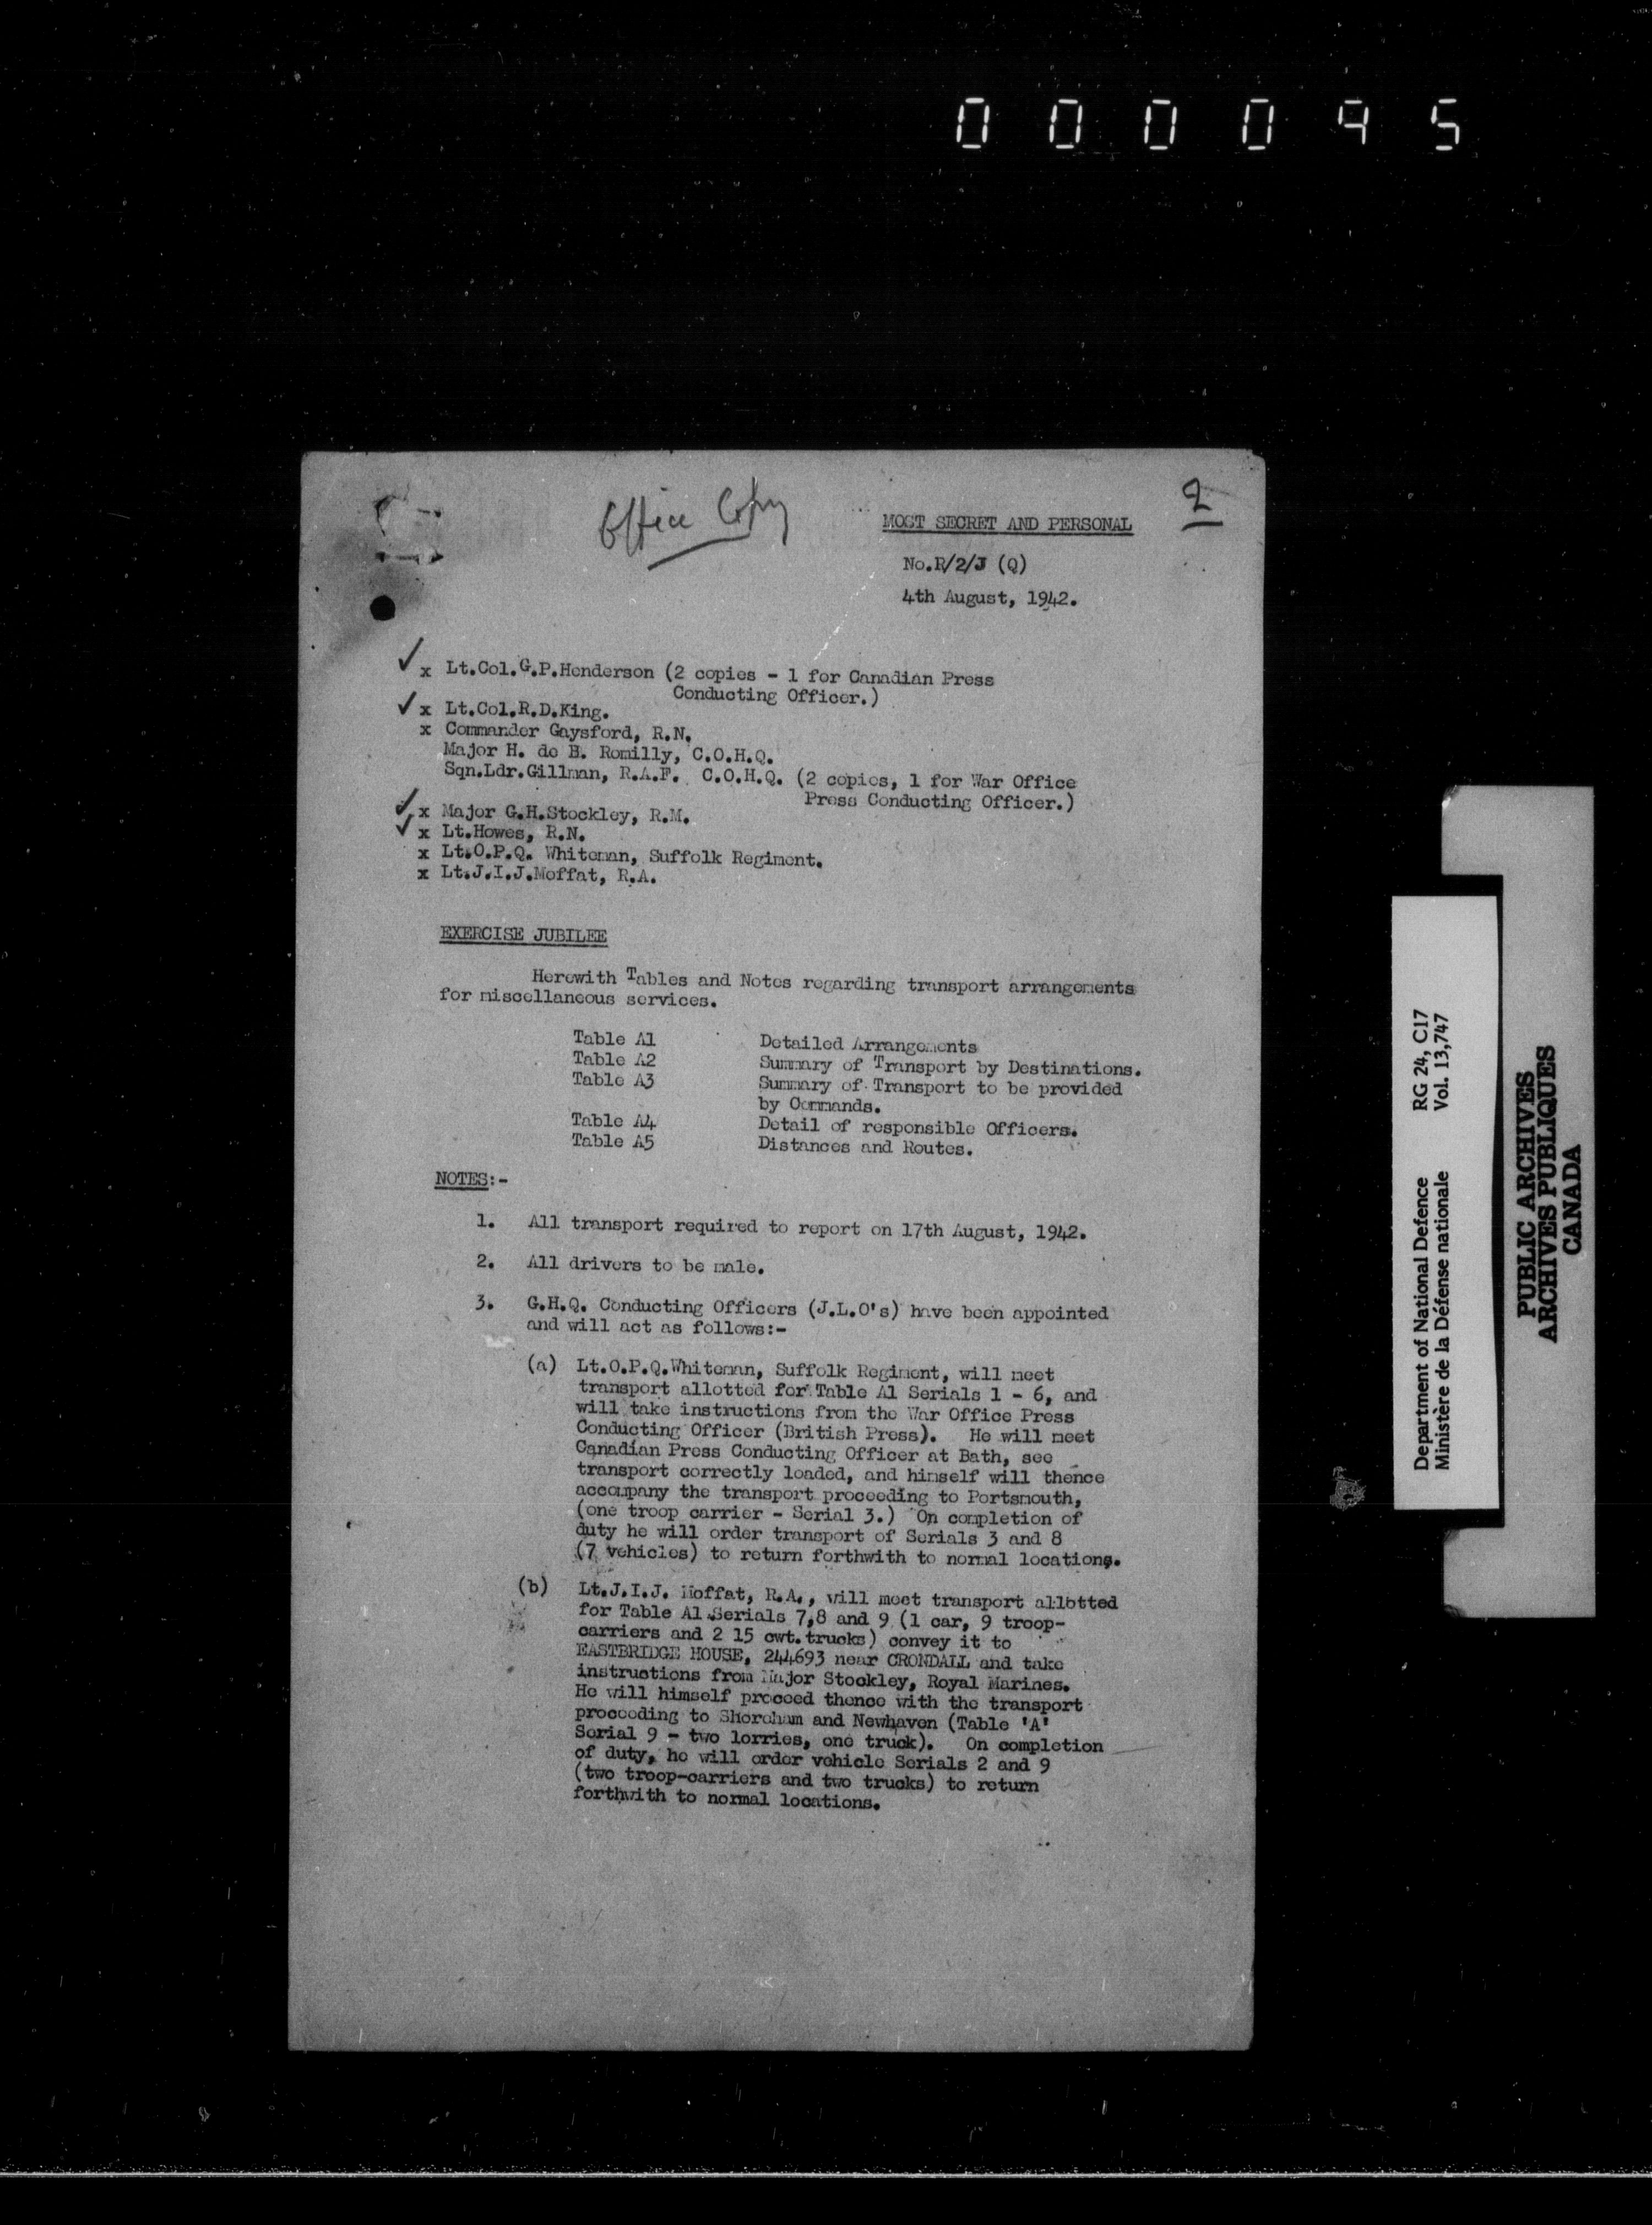 000095
Office Copy
2
MOST SECRET AND PERSONAL
No.R/2/J (Q)
4th August, 1942.
✓ x Lt.Col.G.P.Henderson (2 copies - 1 for Canadian Press
Conducting Officer.)
✓ x Lt.Col.R.D.King.
x Commander Gaysford, R.N.
Major H. de B. Romilly, C.O.H.Q.
Sqn.Ldr.Gillman, R.A.F. C.O.H.Q. (2 copies, 1 for War Office
Press Conducting Officer.)
✓ x Major G.H.Stockley, R.M.
✓ x Lt.Howes, R.N.
x Lt.O.P.Q. Whiteman, Suffolk Regiment.
x Lt.J.I.J.Moffat, R.A.
EXERCISE JUBILEE
Herewith Tables and Notes regarding transport arrangements
for miscellaneous services.
Table A1 Detailed Arrangements
Table A2 Summary of Transport by Destinations.
Table A3 Summary of Transport to be provided
by Commands.
Table A4 Detail of responsible Officers.
Table A5 Distances and Routes.
NOTES:-
1. All transport required to report on 17th August, 1942.
2. All drivers to be male.
3. G.H.Q. Conducting Officers (J.L.O's) have been appointed
and will act as follows:-
(a) Lt.O.P.Q.Whiteman, Suffolk Regiment, will meet
transport allotted for Table A1 Serials 1 - 6, and
will take instructions from the War Office Press
Conducting Officer (British Press). He will meet
Canadian Press Conducting Officer at Bath, see
transport correctly loaded, and himself will thence
accompany the transport proceeding to Portsmouth,
(one troop carrier - Serial 3.) On completion of
duty he will order transport of Serials 3 and 8
(7 vehicles) to return forthwith to normal locations.
(b) Lt.J.I.J. Moffat, R.A., will meet transport allotted
for Table A1 Serials 7,8 and 9 (1 car, 9 troop-
carriers and 2 15 cwt.trucks) convey it to
EASTBRIDGE HOUSE, 244693 near CRONDALL and take
instructions from Major Stockley, Royal Marines.
He will himself proceed thence with the transport
proceeding to Shoreham and Newhaven (Table 'A'
Serial 9 - two lorries, one truck). On completion
of duty, he will order vehicle Serials 2 and 9
(two troop-carriers and two trucks) to return
forthwith to normal locations.
Department of National Defence RG 24, C17
Ministère de la Défense nationale Vol. 13,747
PUBLIC ARCHIVES
ARCHIVES PUBLIQUES
CANADA